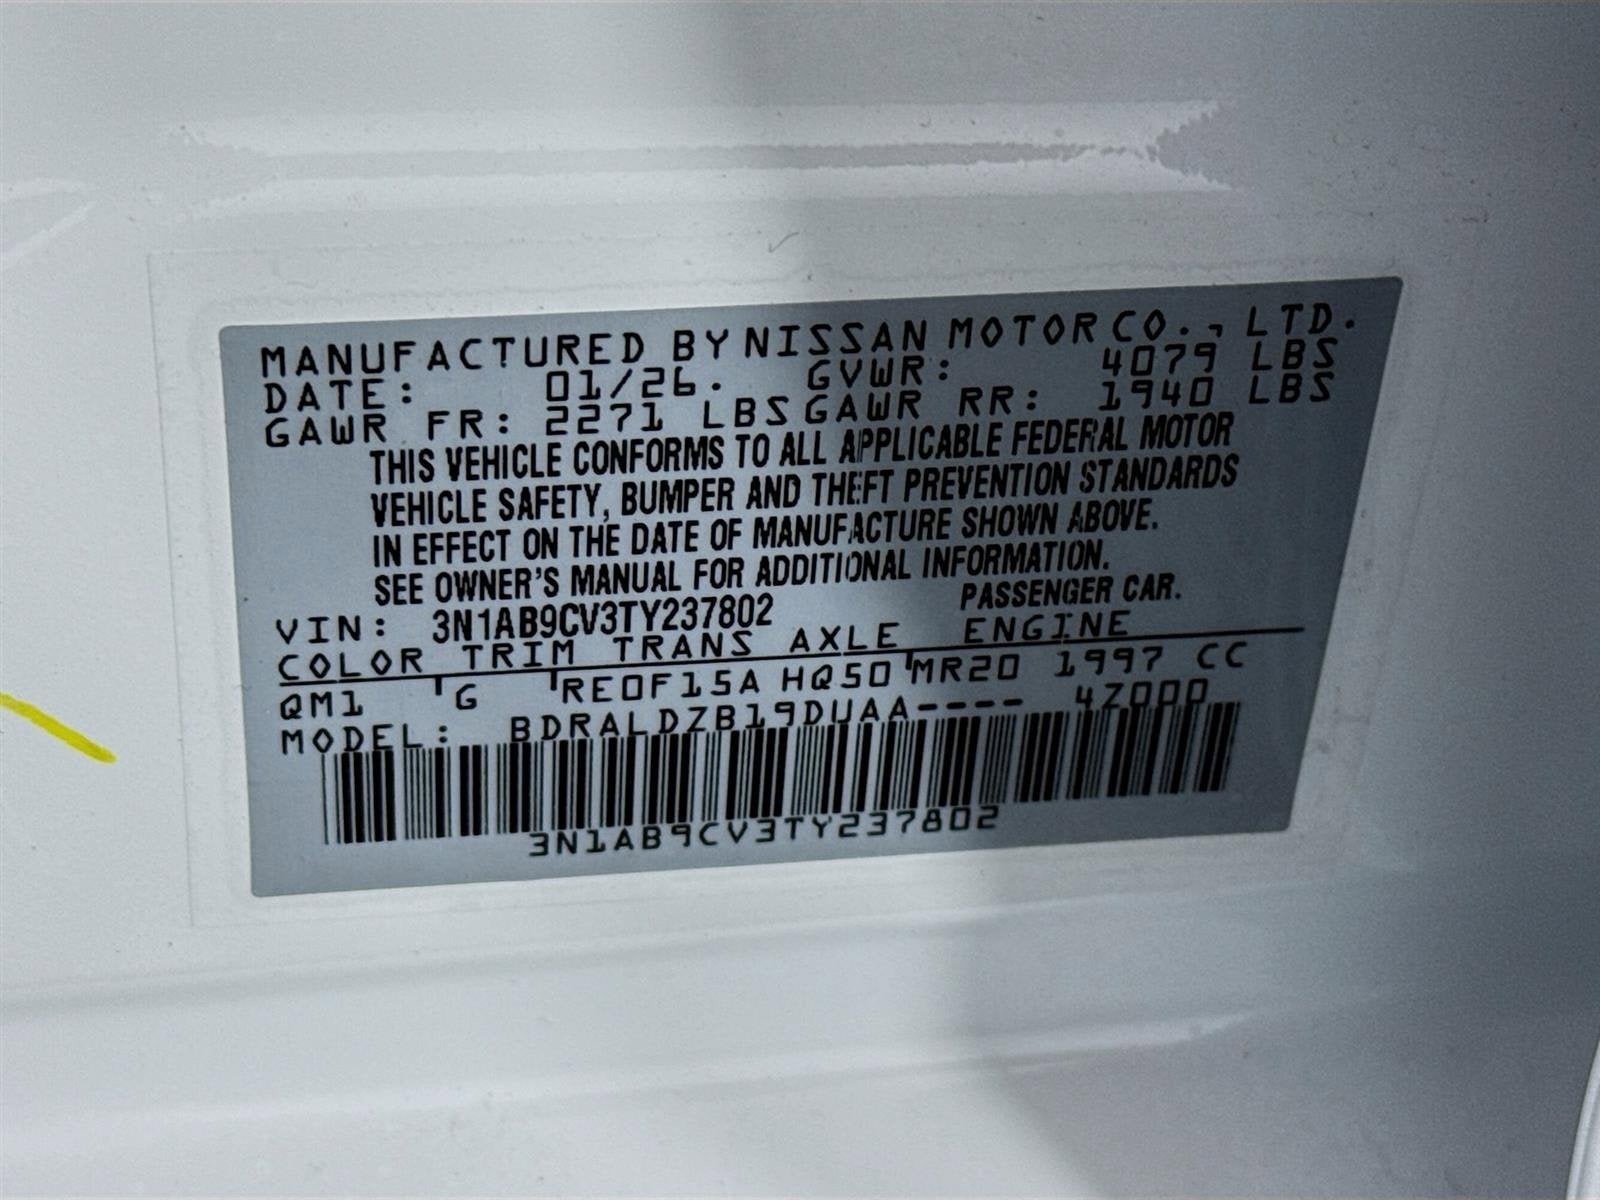 MANUFACTURED BY NISSAN MOTOR CO., LTD.
DATE: 01/26. GVWR: 4079 LBS
GAWR FR: 2271 LBS GAWR RR: 1940 LBS
THIS VEHICLE CONFORMS TO ALL APPLICABLE FEDERAL MOTOR
VEHICLE SAFETY, BUMPER AND THEFT PREVENTION STANDARDS
IN EFFECT ON THE DATE OF MANUFACTURE SHOWN ABOVE.
SEE OWNER'S MANUAL FOR ADDITIONAL INFORMATION.
VIN: 3N1AB9CV3TY237802 PASSENGER CAR.
COLOR TRIM TRANS AXLE ENGINE
QM1 G RE0F15A HQ50 MR20 1997 CC
MODEL: BDRALDZB19DUAA---- 4Z000
3N1AB9CV3TY237802